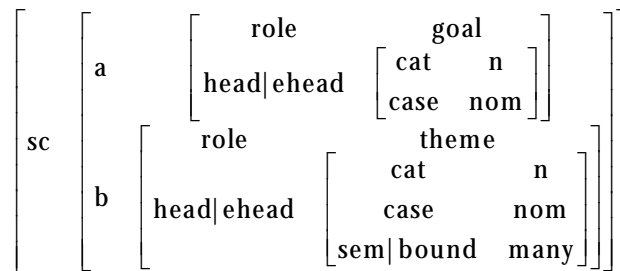 role goal
a head|ehead cat n
case nom
sc
role theme
b head|ehead cat n
case nom
sem|bound many